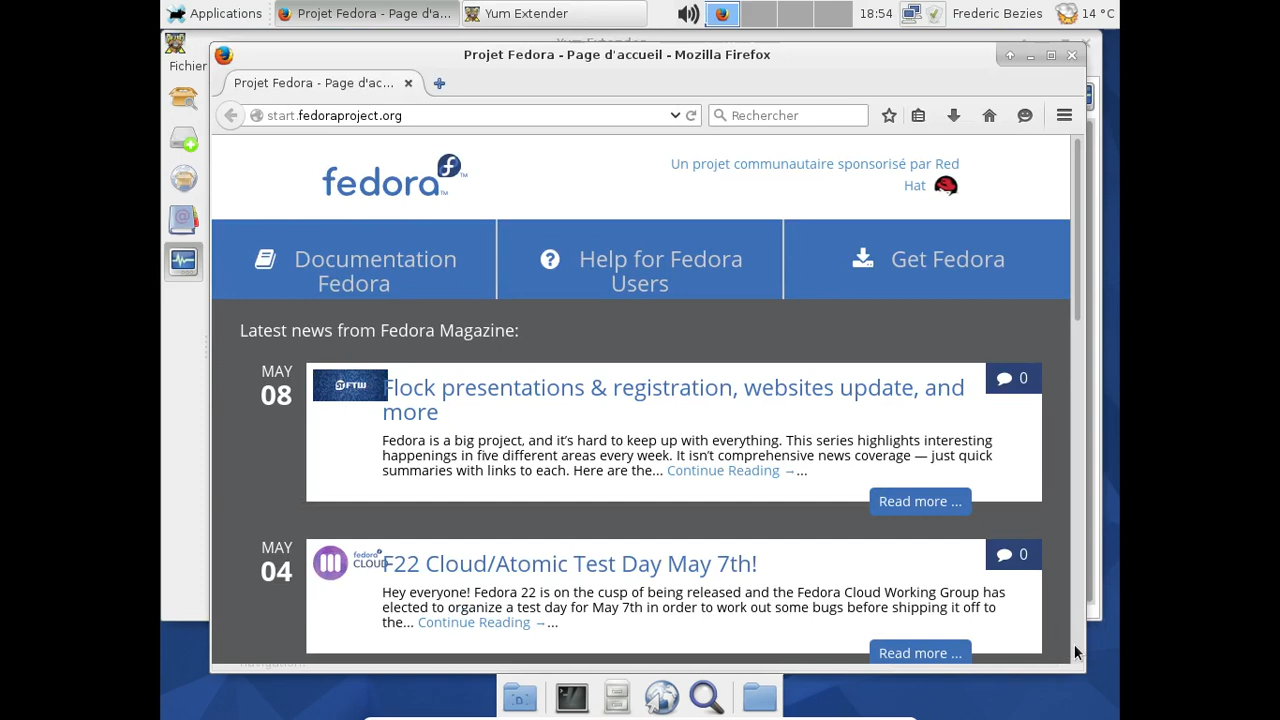 Applications
Projet Fedora - Page d'a...
Yum Extender
18:54
Frederic Bezies
14 °C
Fichier
Projet Fedora - Page d'accueil - Mozilla Firefox
Projet Fedora - Page d'ac...
start.fedoraproject.org
Rechercher
fedora™
Un projet communautaire sponsorisé par Red
Hat
Documentation
Fedora
Help for Fedora
Users
Get Fedora
Latest news from Fedora Magazine:
MAY
08
FTW
Flock presentations & registration, websites update, and
more
0
Fedora is a big project, and it's hard to keep up with everything. This series highlights interesting
happenings in five different areas every week. It isn't comprehensive news coverage — just quick
summaries with links to each. Here are the... Continue Reading →...
Read more ...
MAY
04
fedora
CLOUD
F22 Cloud/Atomic Test Day May 7th!
0
Hey everyone! Fedora 22 is on the cusp of being released and the Fedora Cloud Working Group has
elected to organize a test day for May 7th in order to work out some bugs before shipping it off to
the... Continue Reading →...
Read more ...